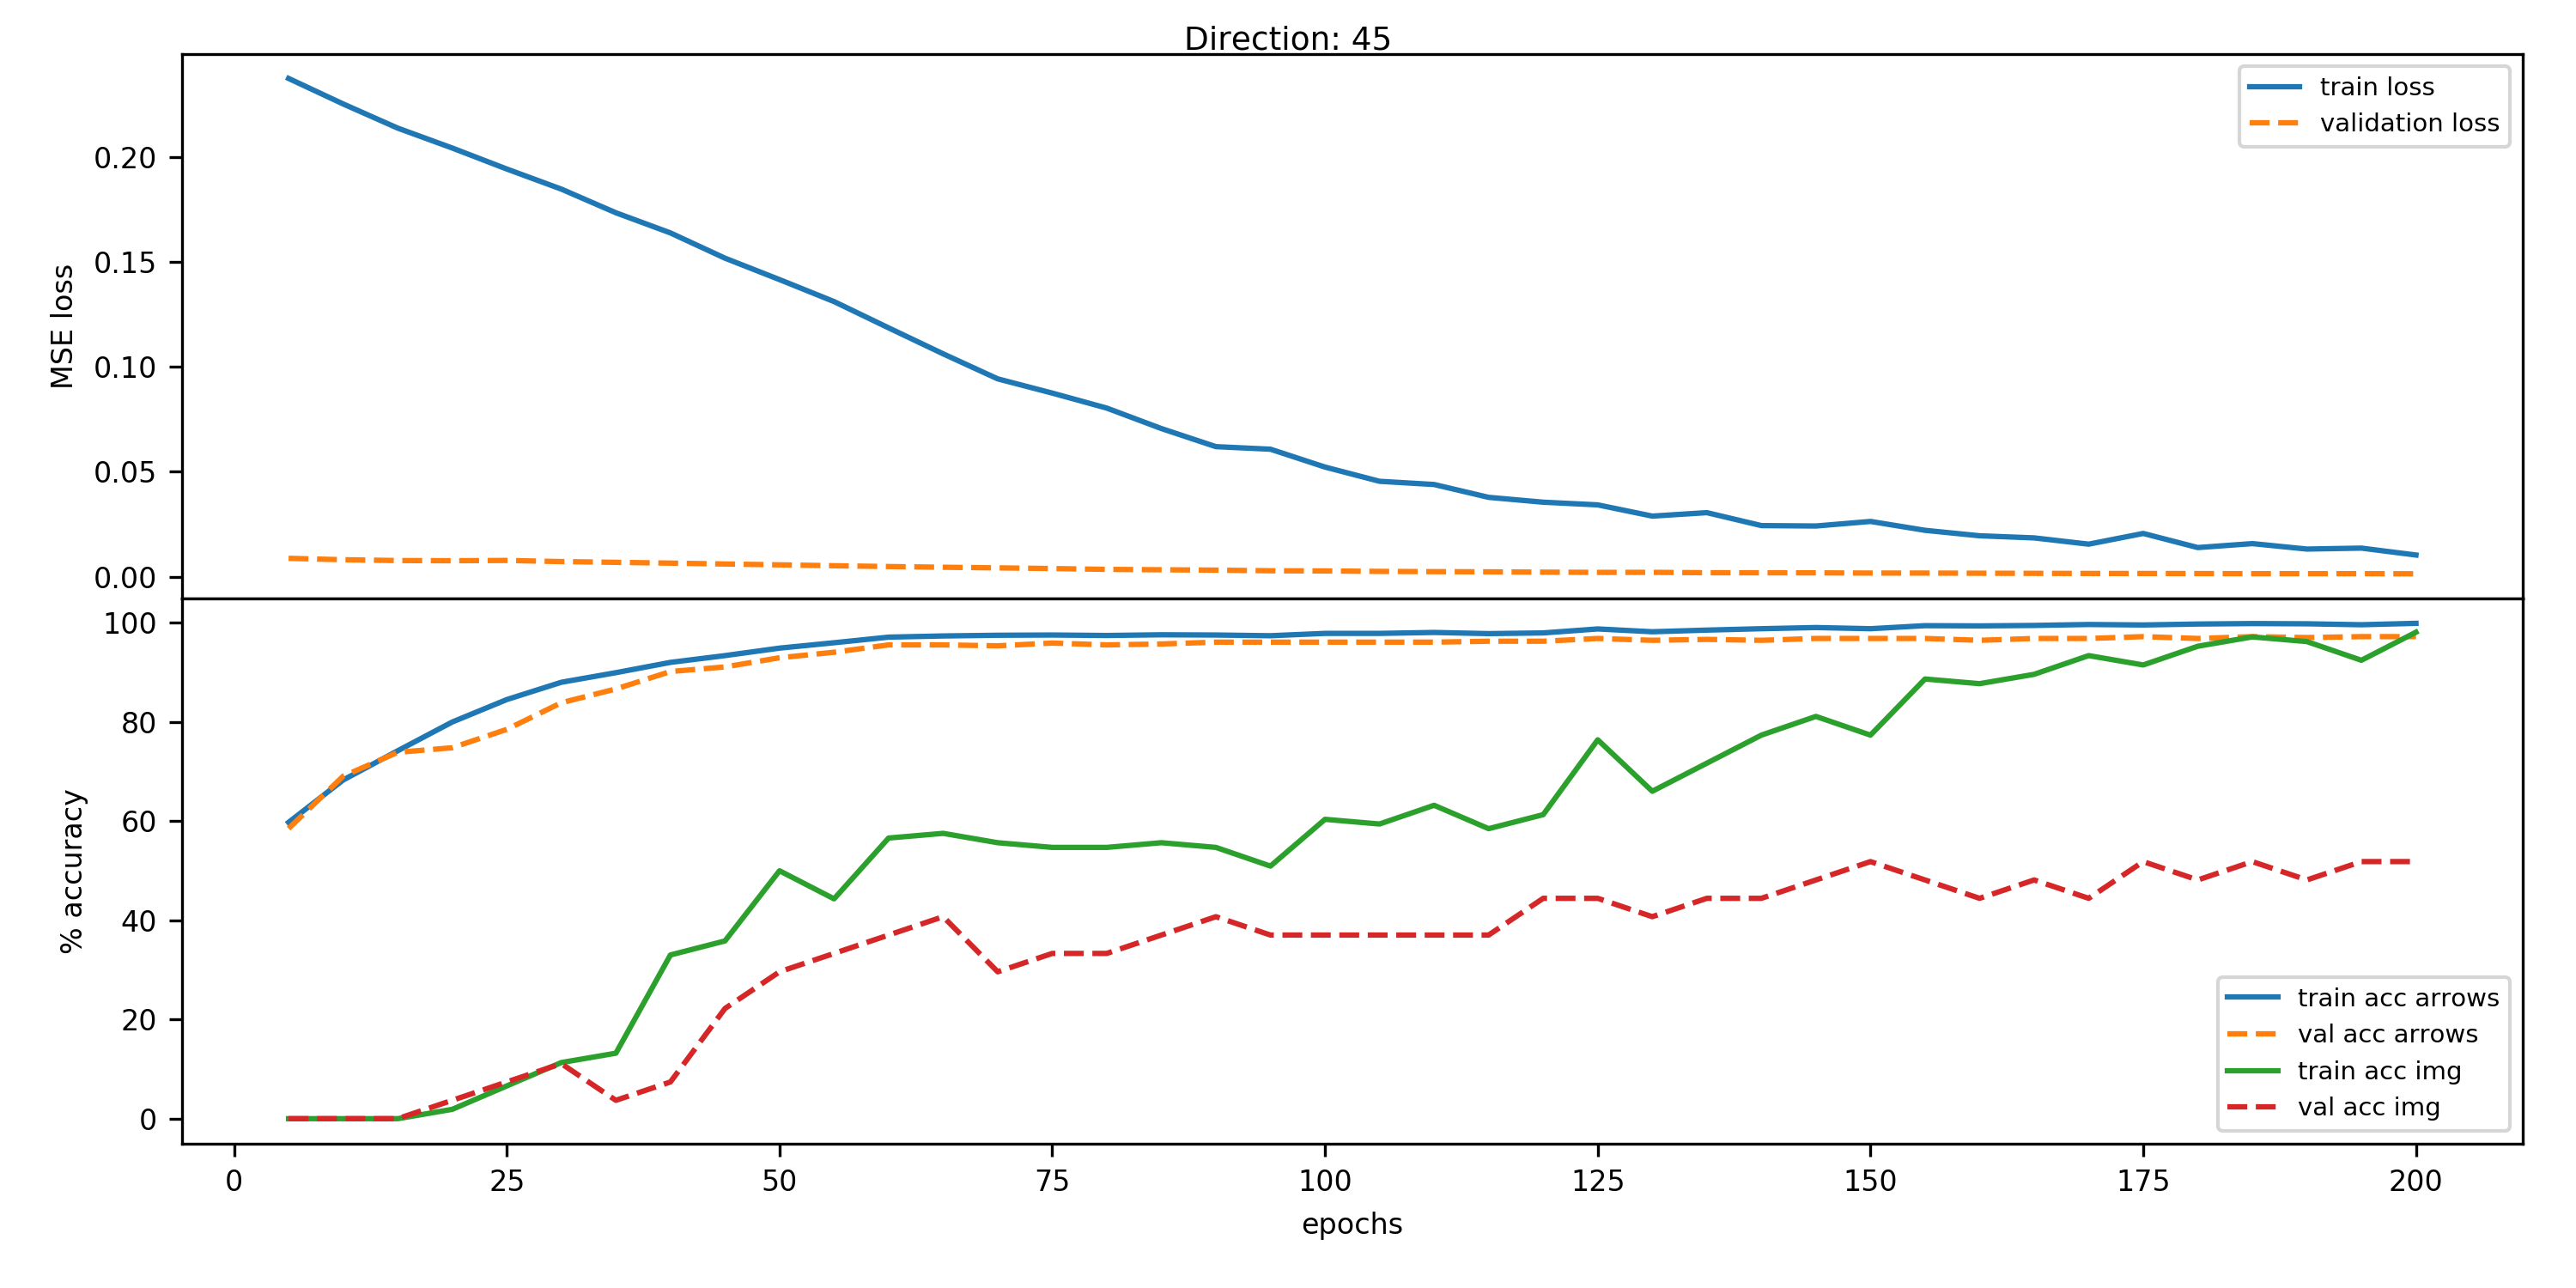 Direction: 45
train loss
validation loss
MSE loss
0.20
0.15
0.10
0.05
0.00
% accuracy
100
80
60
40
20
0
train acc arrows
val acc arrows
train acc img
val acc img
0 25 50 75 100 125 150 175 200
epochs